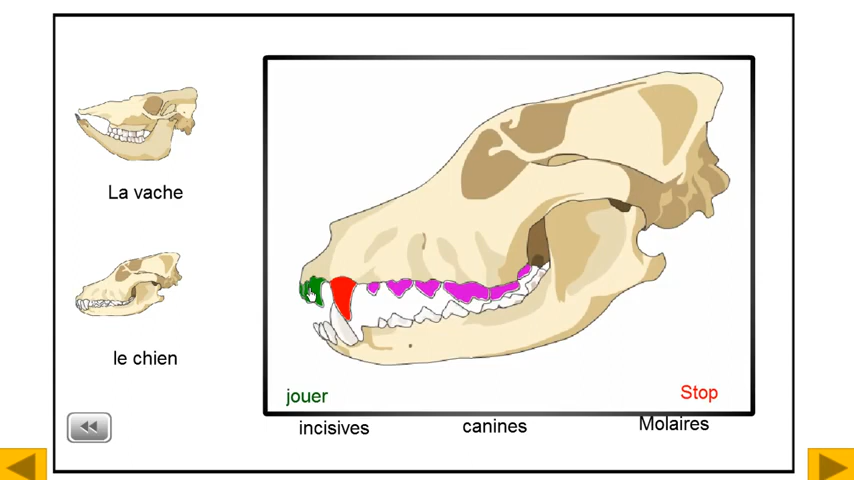 La vache
le chien
jouer
Stop
incisives
canines
Molaires